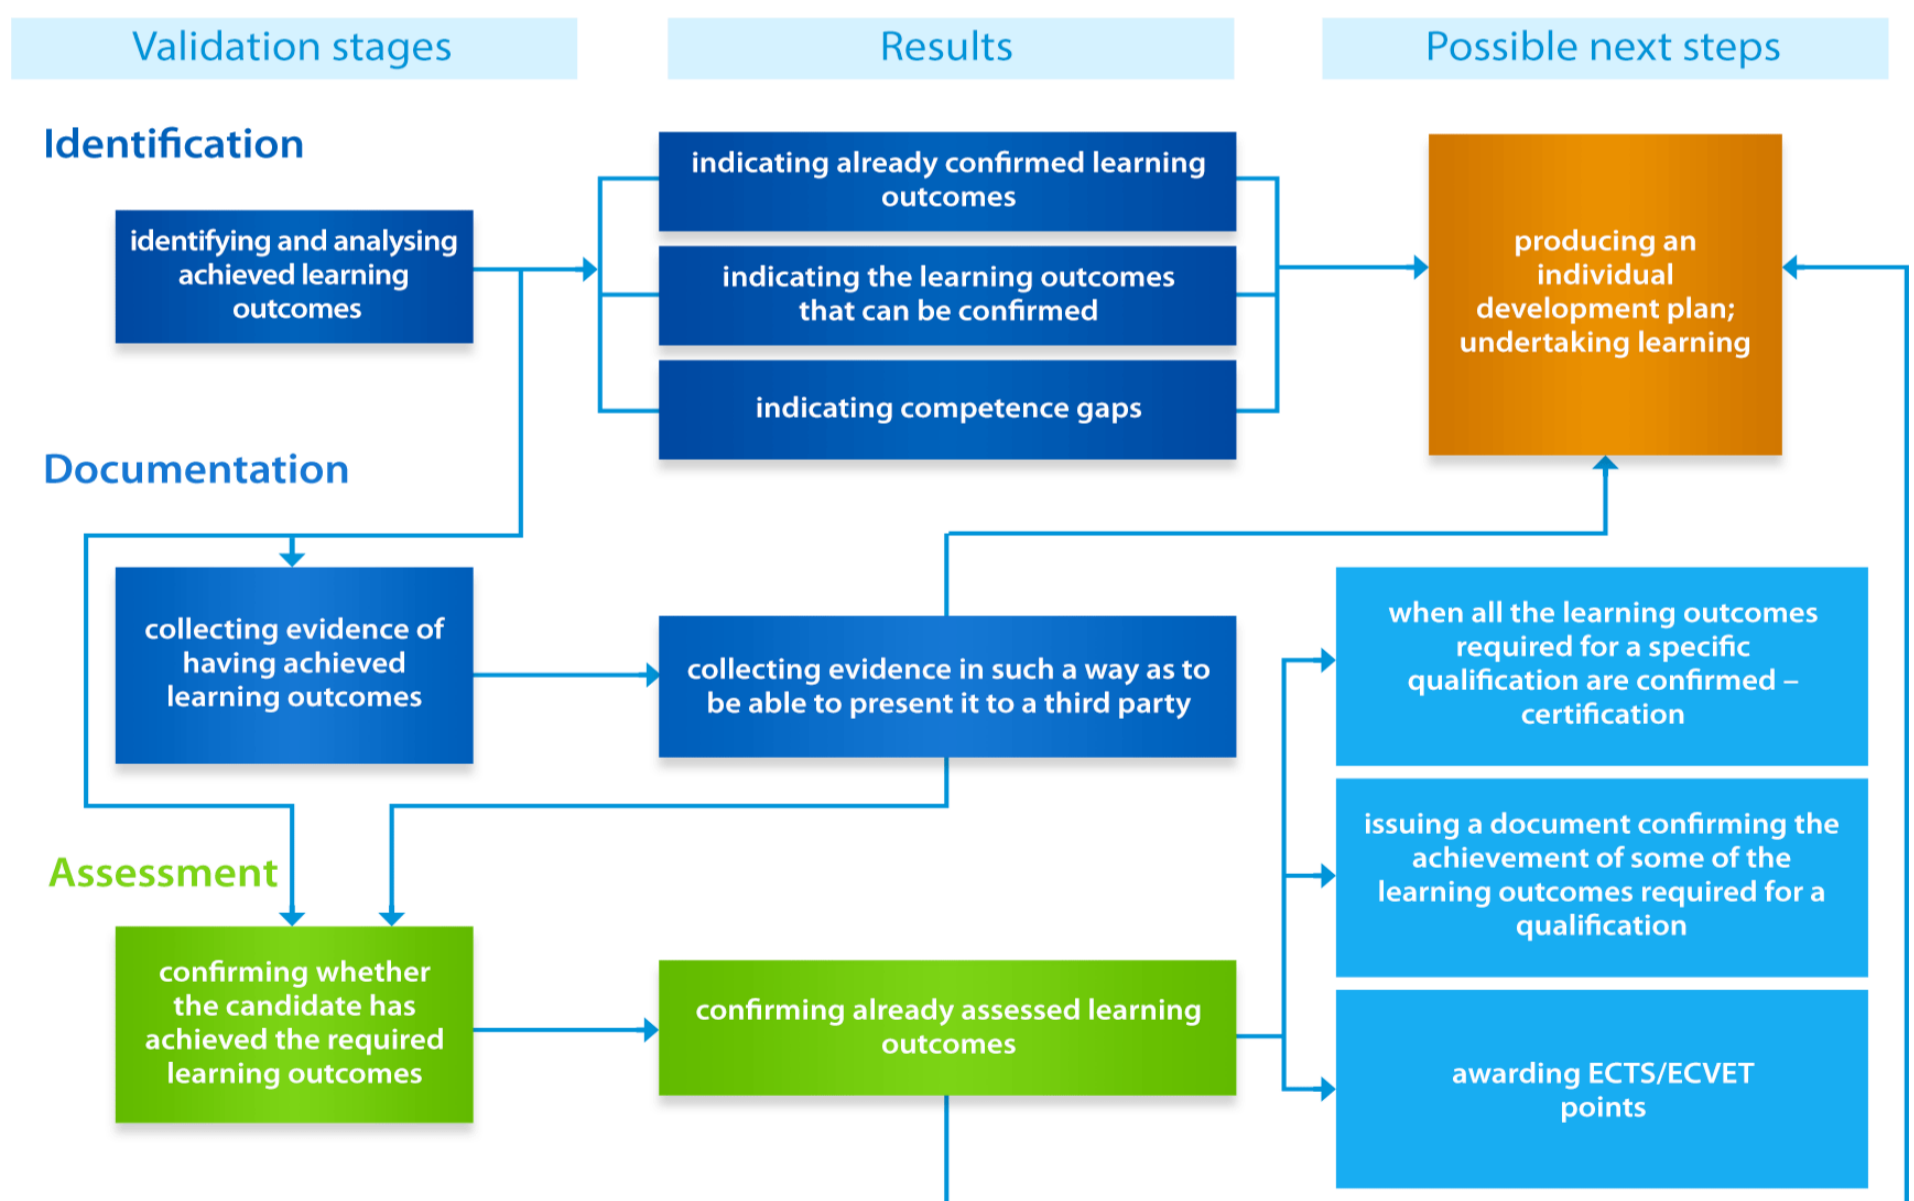 Validation stages
Results
Possible next steps
Identification
identifying and analysing
achieved learning
outcomes
indicating already confirmed learning
outcomes
indicating the learning outcomes
that can be confirmed
indicating competence gaps
producing an
individual
development plan;
undertaking learning
Documentation
collecting evidence of
having achieved
learning outcomes
collecting evidence in such a way as to
be able to present it to a third party
when all the learning outcomes
required for a specific
qualification are confirmed –
certification
issuing a document confirming the
achievement of some of the
learning outcomes required for a
qualification
Assessment
confirming whether
the candidate has
achieved the required
learning outcomes
confirming already assessed learning
outcomes
awarding ECTS/ECVET
points